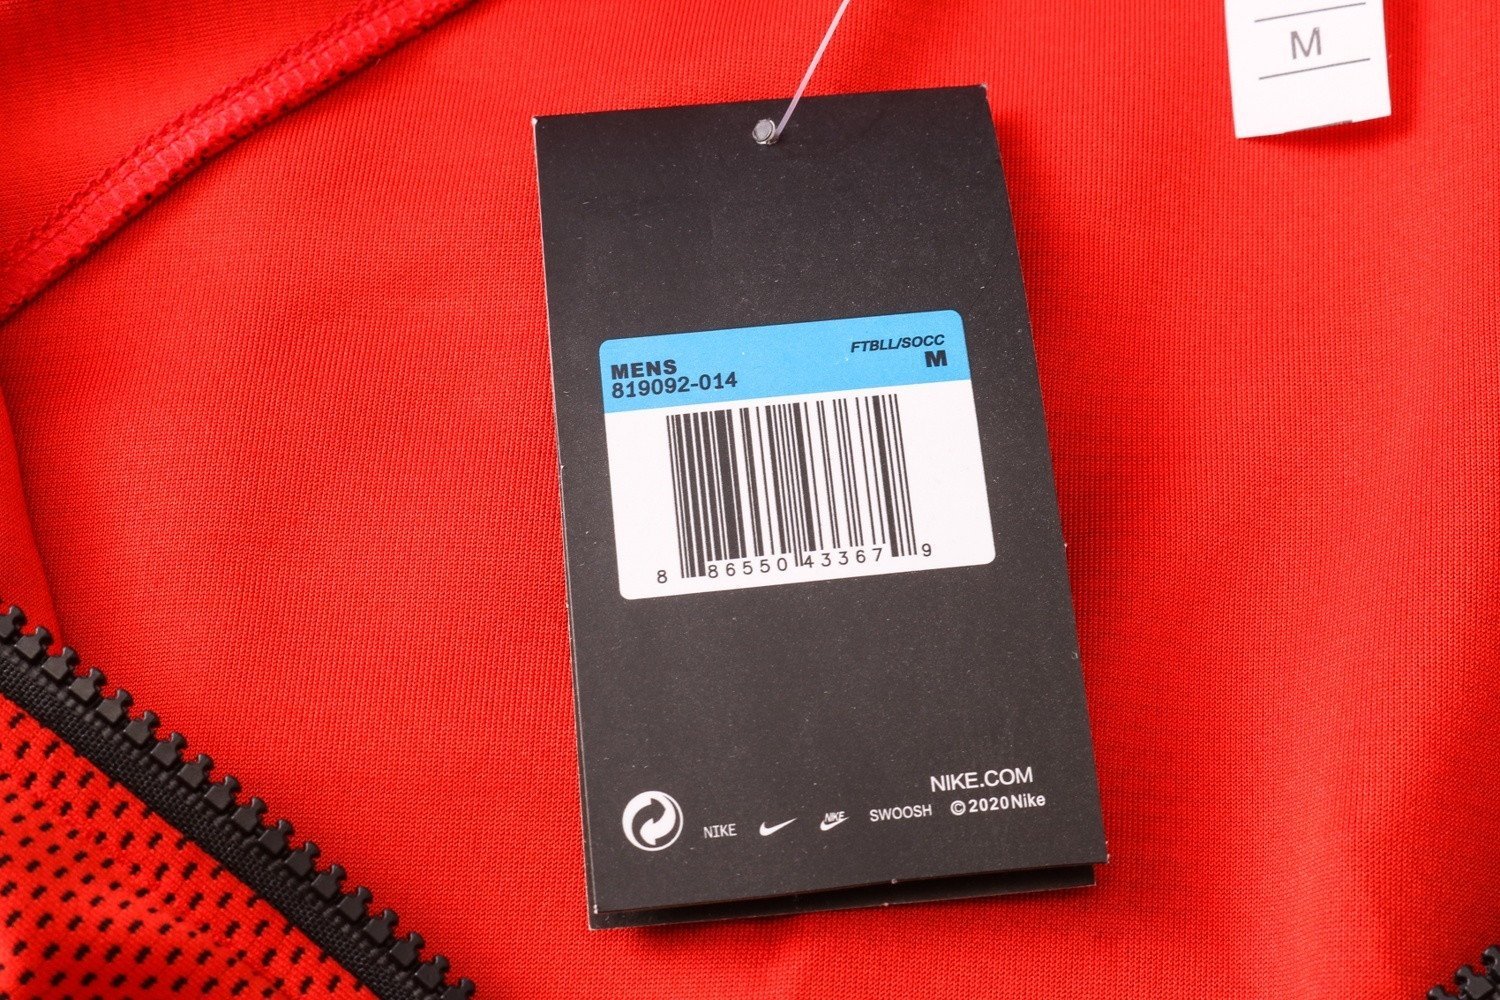 M
FTBLL/SOCC
MENS
M
819092-014
8 86550 43367 9
NIKE.COM
NIKE NIKE SWOOSH ©2020Nike